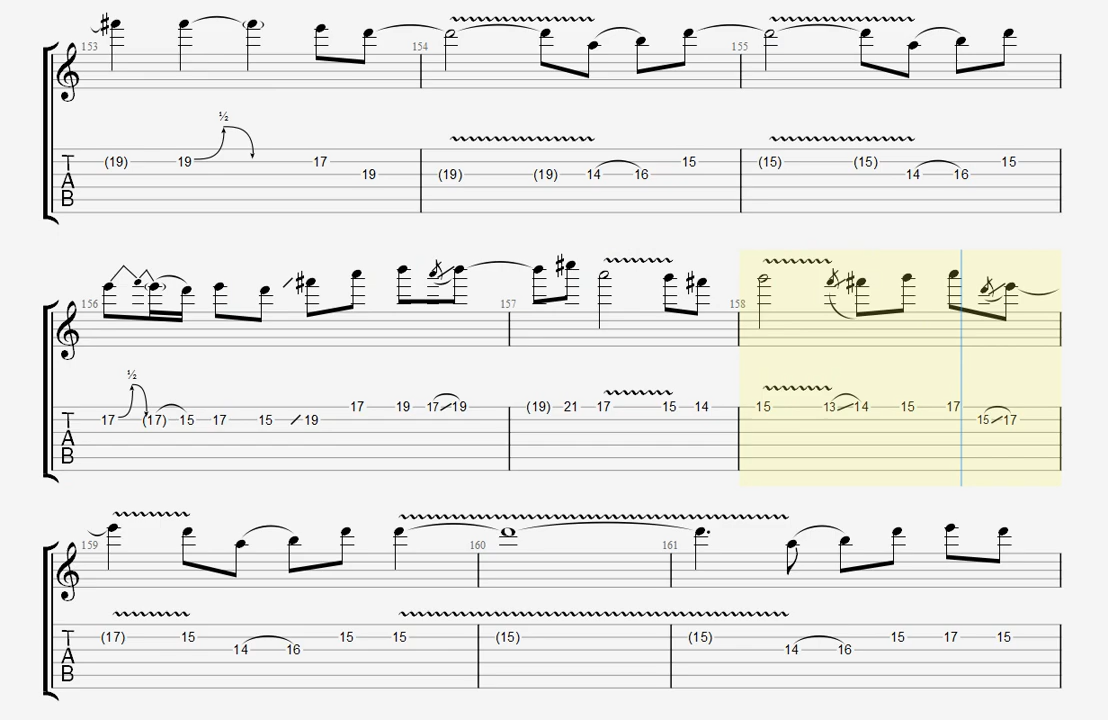 153 154 155
½
(19) 19 17 (19) (19) 15 (15) (15) 15
T 19 14 16 14 16
A
B
156 157 158
½
17 19 17 19 (19) 21 17 15 14 15 13 14 15 17
T 17 (17) 15 17 15 19 15 17
A
B
159 160 161
T (17) 15 15 15 (15) (15) 15 17 15
A 14 16 14 16
B